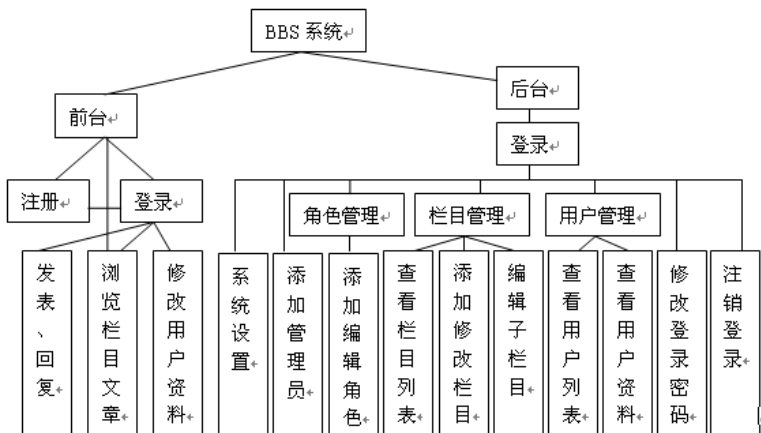 BBS 系统
后台
前台
登录
注册
登录
角色管理
栏目管理
用户管理
发表、回复
浏览栏目文章
修改用户资料
系统设置
添加管理员
添加编辑角色
查看栏目列表
添加修改栏目
编辑子栏目
查看用户列表
查看用户资料
修改登录密码
注销登录